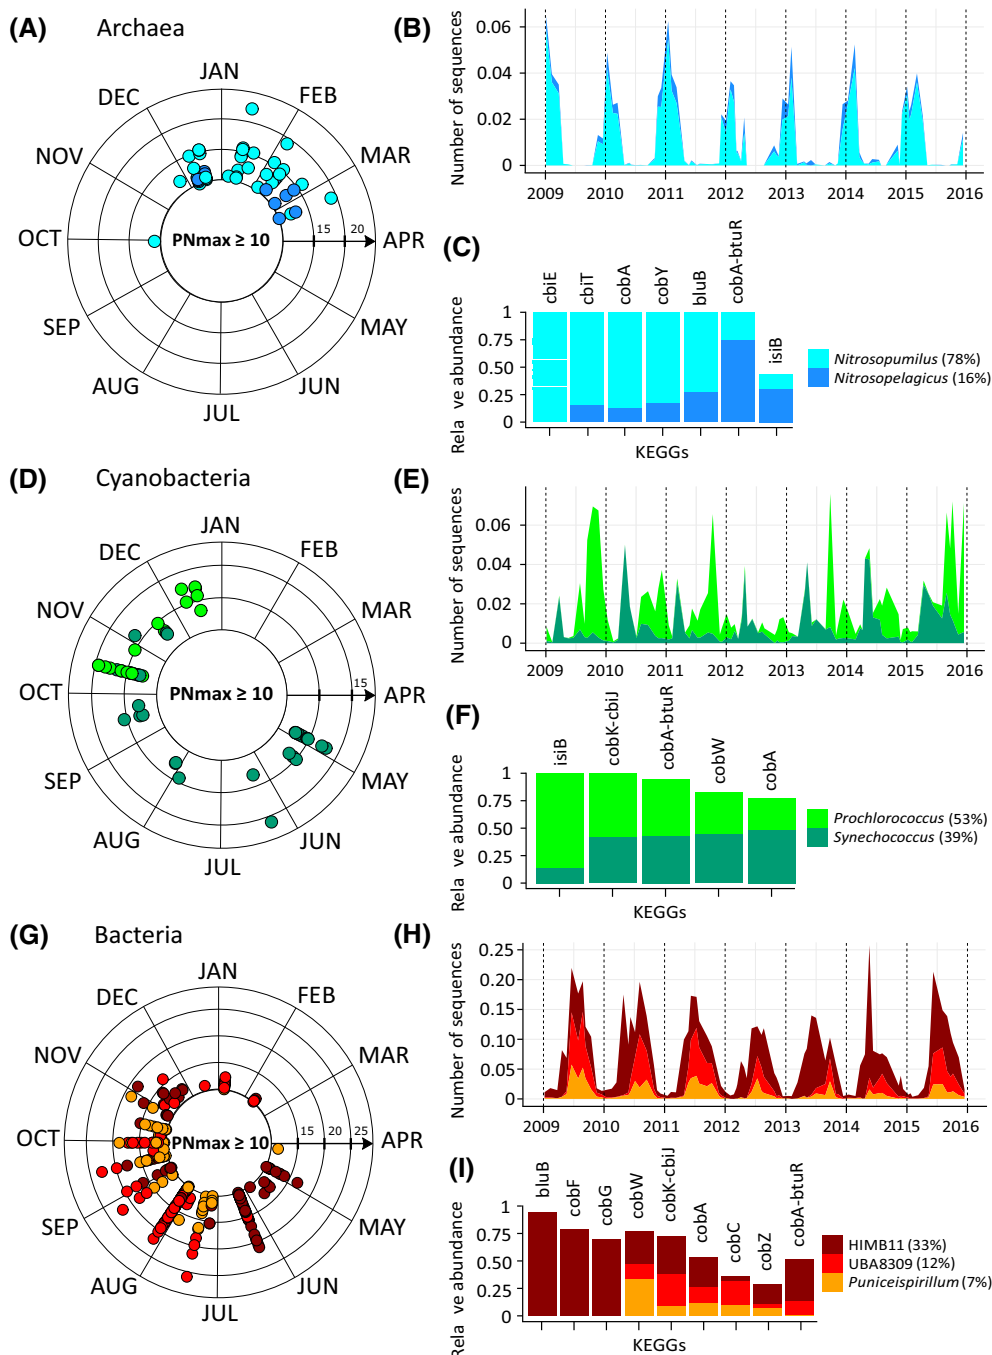 (A) Archaea
JAN
FEB
MAR
APR
MAY
JUN
JUL
AUG
SEP
OCT
NOV
DEC
PNmax ≥ 10
15 20
(B)
Number of sequences
0.06
0.04
0.02
0
2009 2010 2011 2012 2013 2014 2015 2016
(C)
cbiE cbiT cobA cobY bluB cobA-btuR isiB
Rela ve abundance
1
0.75
0.50
0.25
0
KEGGs
Nitrosopumilus (78%)
Nitrosopelagicus (16%)
(D) Cyanobacteria
JAN
FEB
MAR
APR
MAY
JUN
JUL
AUG
SEP
OCT
NOV
DEC
PNmax ≥ 10
15
(E)
Number of sequences
0.06
0.04
0.02
0
2009 2010 2011 2012 2013 2014 2015 2016
(F)
isiB cobK-cbiJ cobA-btuR cobW cobA
Rela ve abundance
1
0.75
0.50
0.25
0
KEGGs
Prochlorococcus (53%)
Synechococcus (39%)
(G) Bacteria
JAN
FEB
MAR
APR
MAY
JUN
JUL
AUG
SEP
OCT
NOV
DEC
PNmax ≥ 10
15 20 25
(H)
Number of sequences
0.25
0.20
0.15
0.10
0.05
0
2009 2010 2011 2012 2013 2014 2015 2016
(I)
bluB cobF cobG cobW cobK-cbiJ cobA cobC cobZ cobA-btuR
Rela ve abundance
1
0.75
0.50
0.25
0
KEGGs
HIMB11 (33%)
UBA8309 (12%)
Puniceispirillum (7%)